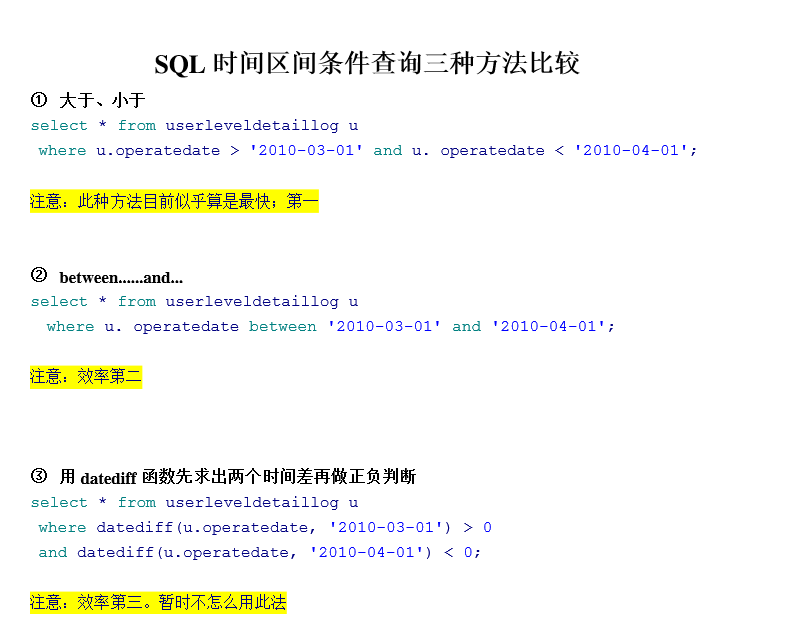 SQL 时间区间条件查询三种方法比较
① 大于、小于
select * from userleveldetaillog u
where u.operatedate > '2010-03-01' and u. operatedate < '2010-04-01';
注意：此种方法目前似乎算是最快；第一
② between......and...
select * from userleveldetaillog u
where u. operatedate between '2010-03-01' and '2010-04-01';
注意：效率第二
③ 用 datediff 函数先求出两个时间差再做正负判断
select * from userleveldetaillog u
where datediff(u.operatedate, '2010-03-01') > 0
and datediff(u.operatedate, '2010-04-01') < 0;
注意：效率第三。暂时不怎么用此法